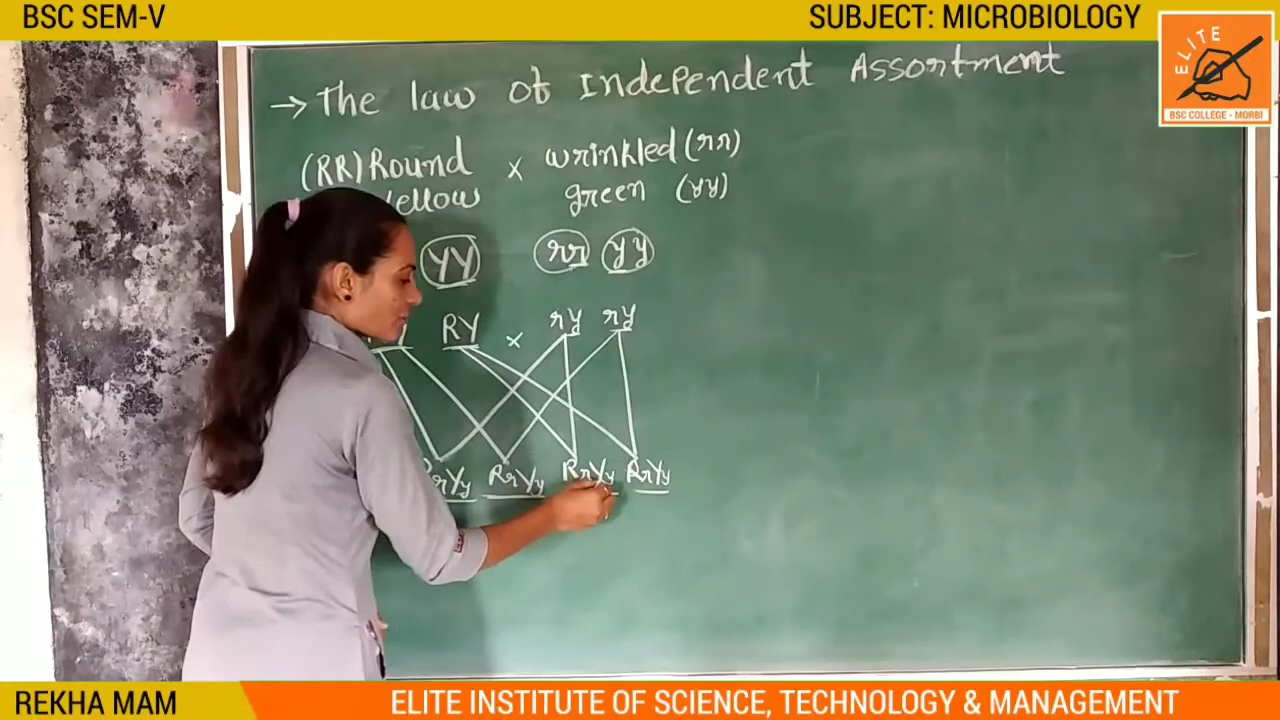 BSC SEM-V
SUBJECT: MICROBIOLOGY
ELITE
BSC COLLEGE - MORBI
→ The law of Independent Assortment
(RR) Round × wrinkled (rr)
Yellow green (yy)
YY rr yy
RY × ry ry
RrYy RrYy RrYy RrYy
REKHA MAM
ELITE INSTITUTE OF SCIENCE, TECHNOLOGY & MANAGEMENT